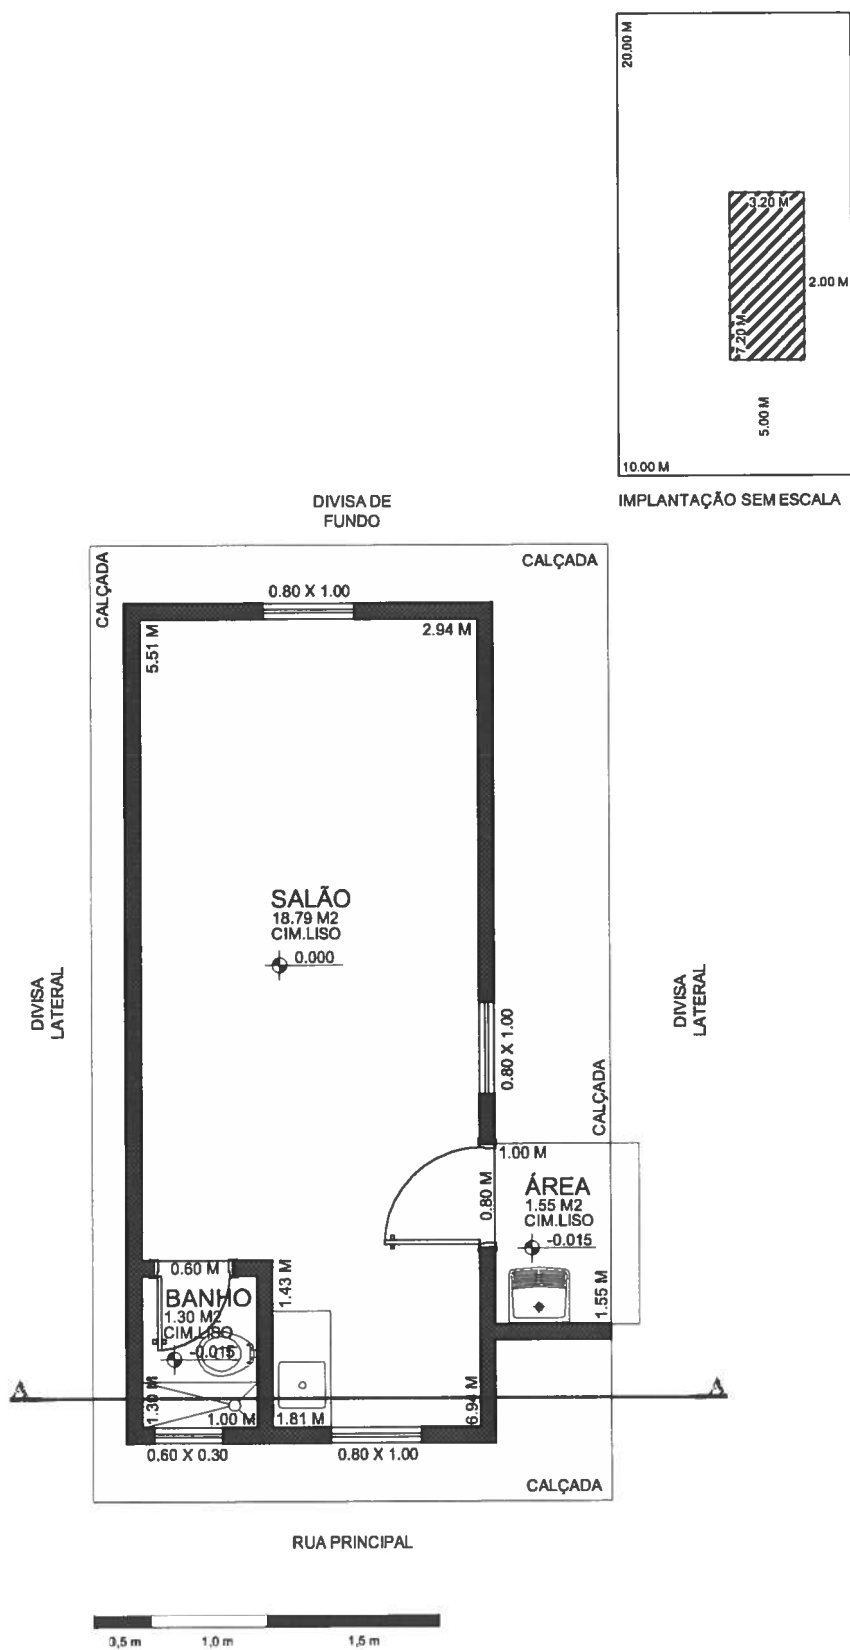 20.00 M
3.20 M
2.00 M
7.20 M
5.00 M
10.00 M
IMPLANTAÇÃO SEM ESCALA
DIVISA DE
FUNDO
CALÇADA
CALÇADA
0.80 X 1.00
5.51 M
2.94 M
SALÃO
18.79 M2
CIM.LISO
0.000
DIVISA
LATERAL
DIVISA
LATERAL
0.80 X 1.00
CALÇADA
1.00 M
0.80 M
ÁREA
1.55 M2
CIM.LISO
-0.015
1.55 M
0.60 M
1.43 M
BANHO
1.30 M2
CIM.LISO
-0.015
1.30 M
1.00 M
1.81 M
6.94 M
A
A
0.60 X 0.30
0.80 X 1.00
CALÇADA
RUA PRINCIPAL
0,5 m
1,0 m
1,5 m